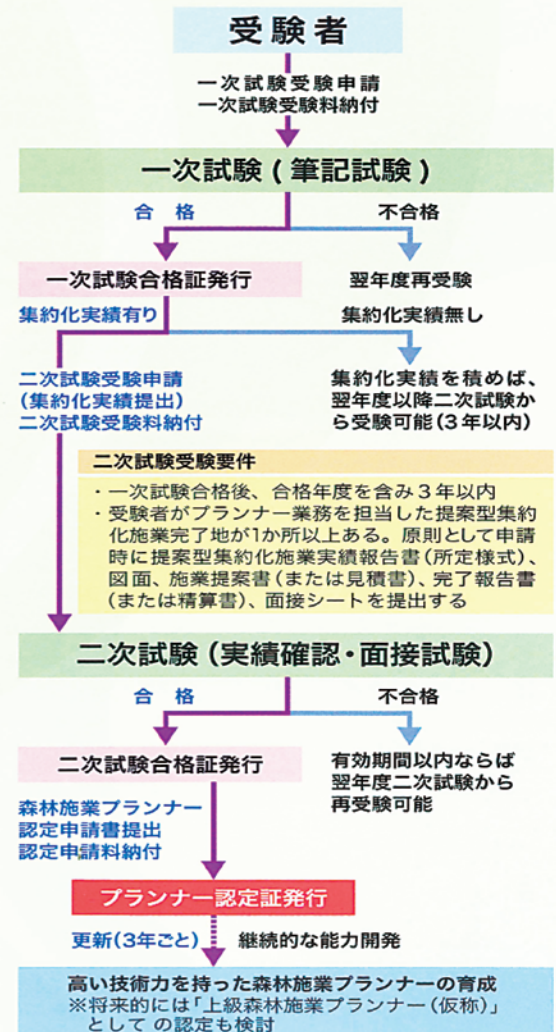 受験者
一次試験受験申請
一次試験受験料納付
一次試験(筆記試験)
合 格
不合格
一次試験合格証発行
翌年度再受験
集約化実績有り
集約化実績無し
二次試験受験申請
(集約化実績提出)
二次試験受験料納付
集約化実績を積めば、
翌年度以降二次試験か
ら受験可能(3年以内)
二次試験受験要件
・一次試験合格後、合格年度を含み3年以内
・受験者がプランナー業務を担当した提案型集約
化施業完了地が1か所以上ある。原則として申請
時に提案型集約化施業実績報告書(所定様式)、
図面、施業提案書(または見積書)、完了報告書
(または精算書)、面接シートを提出する
二次試験(実績確認・面接試験)
合 格
不合格
二次試験合格証発行
有効期間以内ならば
翌年度二次試験から
再受験可能
森林施業プランナー
認定申請書提出
認定申請料納付
プランナー認定証発行
更新(3年ごと)
継続的な能力開発
高い技術力を持った森林施業プランナーの育成
※将来的には「上級森林施業プランナー(仮称)」
としての認定も検討